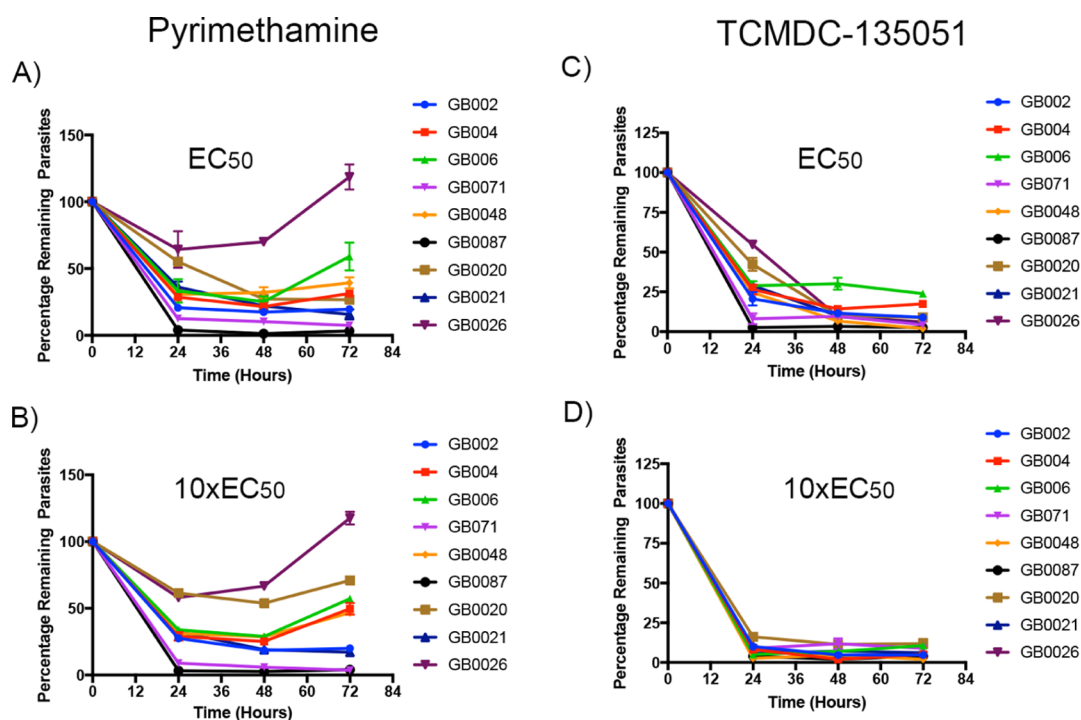 Pyrimethamine
TCMDC-135051
A)
Percentage Remaining Parasites
150
100
50
0
EC50
0 12 24 36 48 60 72 84
Time (Hours)
GB002
GB004
GB006
GB0071
GB0048
GB0087
GB0020
GB0021
GB0026
C)
Percentage Remaining Parasites
125
100
75
50
25
0
EC50
0 12 24 36 48 60 72 84
Time (Hours)
GB002
GB004
GB006
GB071
GB0048
GB0087
GB0020
GB0021
GB0026
B)
Percentage Remaining Parasites
150
100
50
0
10xEC50
0 12 24 36 48 60 72 84
Time (Hours)
GB002
GB004
GB006
GB071
GB0048
GB0087
GB0020
GB0021
GB0026
D)
Percentage Remaining Parasites
125
100
75
50
25
0
10xEC50
0 12 24 36 48 60 72 84
Time (Hours)
GB002
GB004
GB006
GB071
GB0048
GB0087
GB0020
GB0021
GB0026